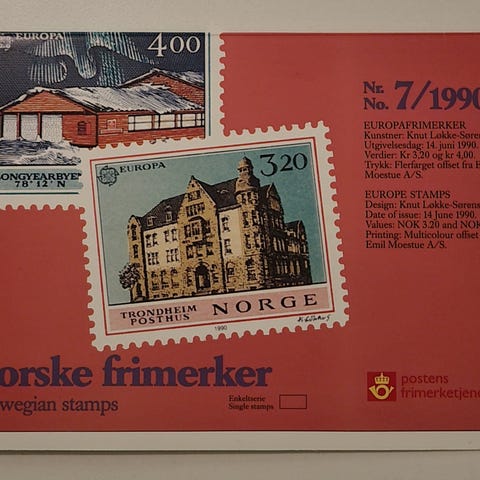 EUROPA
4.00
ONGYEARBYE
78° 12' N
EUROPA
3.20
TRONDHEIM
POSTHUS
NORGE
1990
Nr.
No. 7/1990
EUROPAFRIMERKER
Kunstner: Knut Løkke-Søren
Utgivelsesdag: 14. juni 1990.
Verdier: Kr 3,20 og kr 4,00.
Trykk: Flerfarget offset fra E
Moestue A/S.
EUROPE STAMPS
Design: Knut Løkke-Sørens
Date of issue: 14 June 1990.
Values: NOK 3.20 and NOK
Printing: Multicolour offset
Emil Moestue A/S.
orske frimerker
wegian stamps
Enkeltserie
Single stamps
postens
frimerketjene